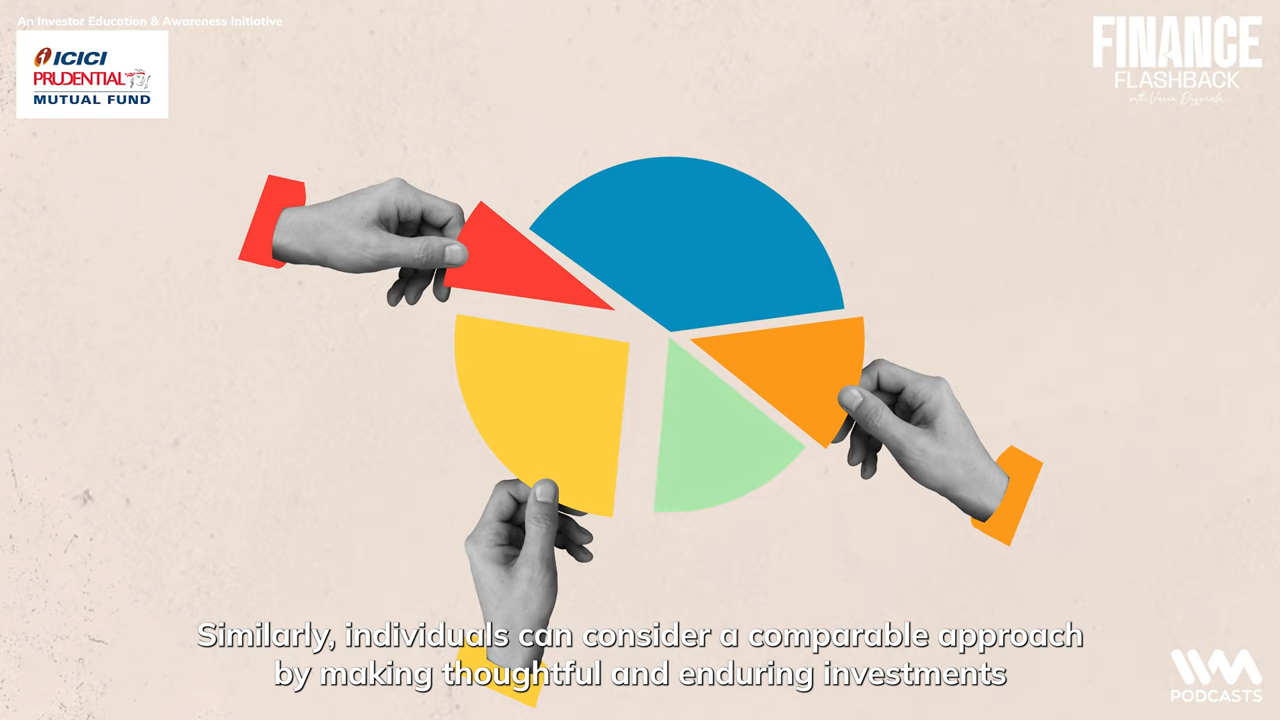 An Investor Education & Awareness Initiative
ICICI
PRUDENTIAL
MUTUAL FUND
FINANCE
FLASHBACK
Similarly, individuals can consider a comparable approach
by making thoughtful and enduring investments
IVM
PODCASTS